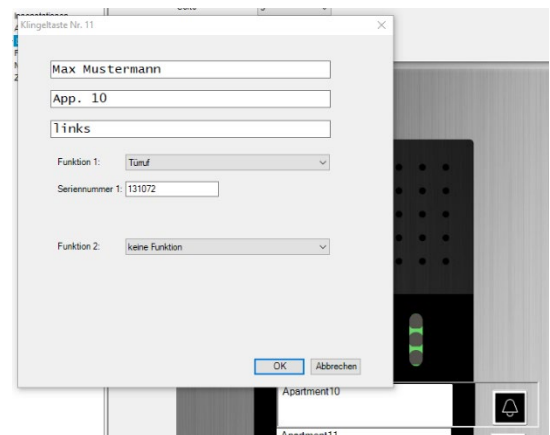 Klingeltaste Nr. 11
Max Mustermann
App. 10
links
Funktion 1: Türruf
Seriennummer 1: 131072
Funktion 2: keine Funktion
OK Abbrechen
Apartment10
Apartment11